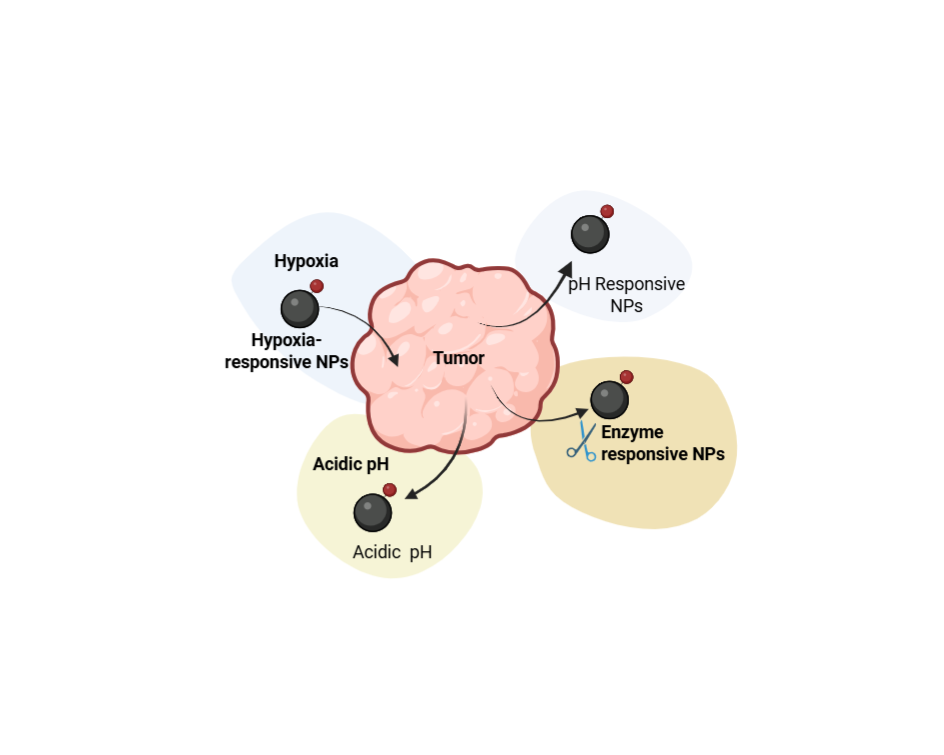 Hypoxia
Hypoxia-
responsive NPs
pH Responsive
NPs
Tumor
Enzyme
responsive NPs
Acidic pH
Acidic pH